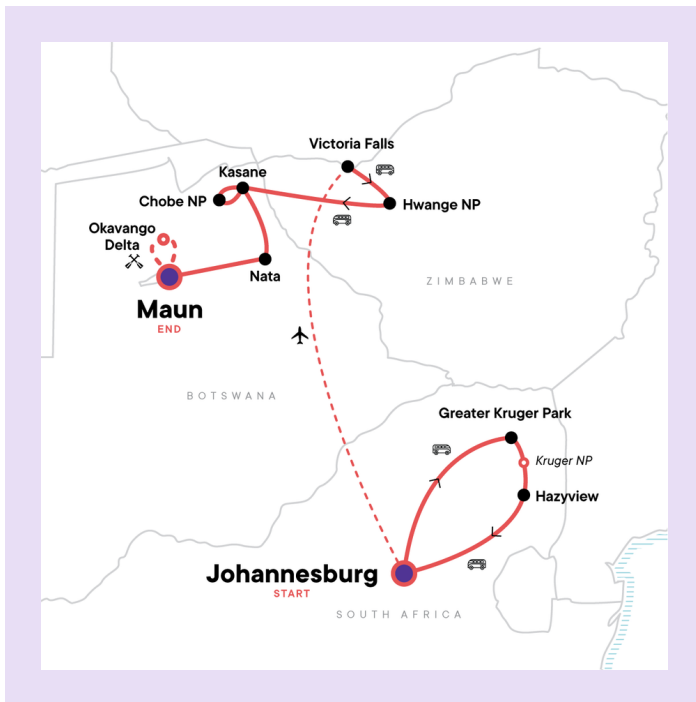 Victoria Falls
Kasane
Chobe NP
Hwange NP
Okavango
Delta
Nata
ZIMBABWE
Maun
END
BOTSWANA
Greater Kruger Park
Kruger NP
Hazyview
Johannesburg
START
SOUTH AFRICA